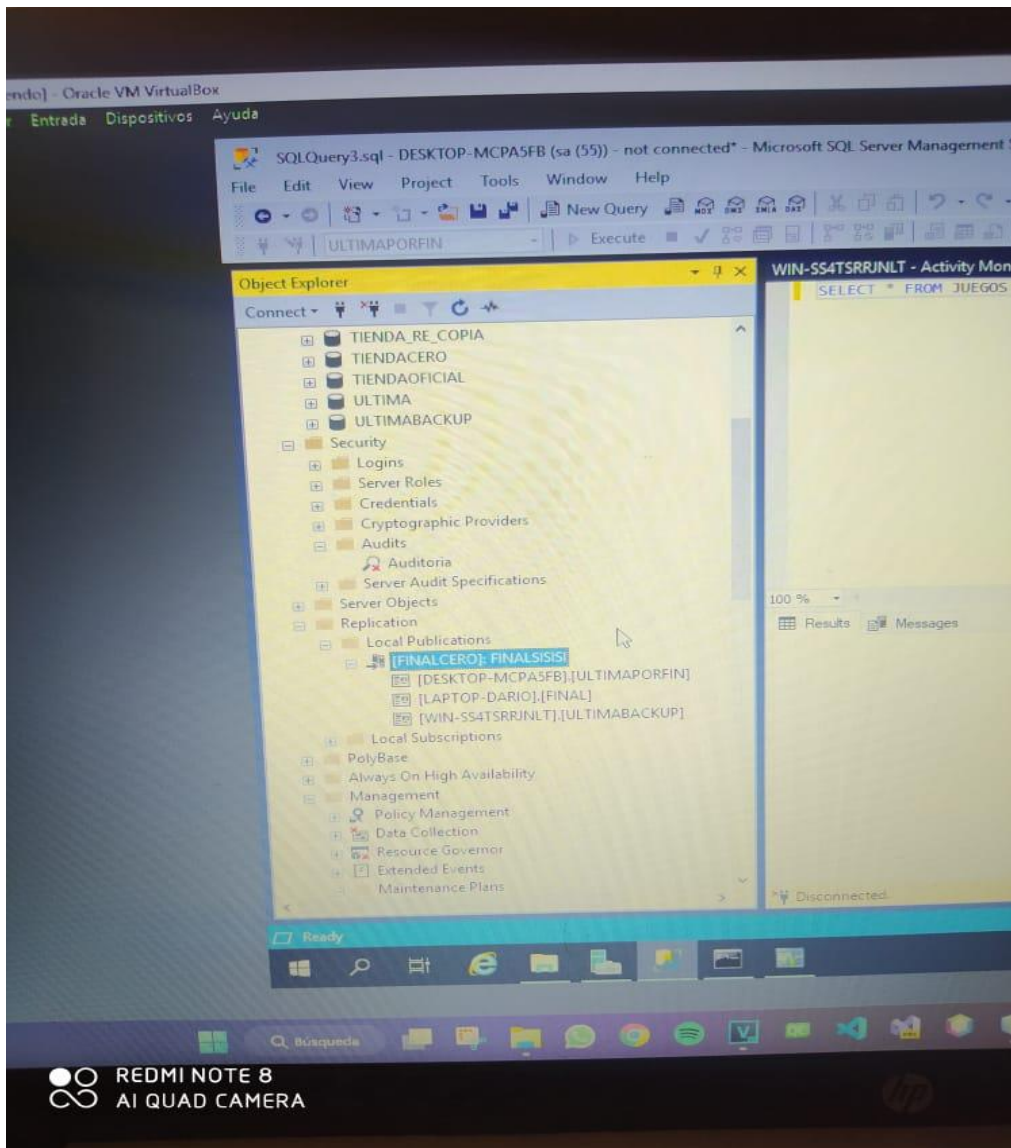 endo] - Oracle VM VirtualBox
Entrada Dispositivos Ayuda
SQLQuery3.sql - DESKTOP-MCPA5FB (sa (55)) - not connected* - Microsoft SQL Server Management
File Edit View Project Tools Window Help
New Query MDX DMX XMLA DAX
ULTIMAPORFIN Execute
Object Explorer
WIN-SS4TSRRJNLT - Activity Mon
Connect
SELECT * FROM JUEGOS
TIENDA_RE_COPIA
TIENDACERO
TIENDAOFICIAL
ULTIMA
ULTIMABACKUP
Security
Logins
Server Roles
Credentials
Cryptographic Providers
Audits
Auditoria
Server Audit Specifications
Server Objects
100 %
Replication
Results Messages
Local Publications
[FINALCERO]: FINALSISISI
[DESKTOP-MCPA5FB].[ULTIMAPORFIN]
[LAPTOP-DARIO].[FINAL]
[WIN-SS4TSRRJNLT].[ULTIMABACKUP]
Local Subscriptions
PolyBase
Always On High Availability
Management
Policy Management
Data Collection
Resource Governor
Extended Events
Maintenance Plans
Disconnected.
Ready
Búsqueda
REDMI NOTE 8
AI QUAD CAMERA
hp